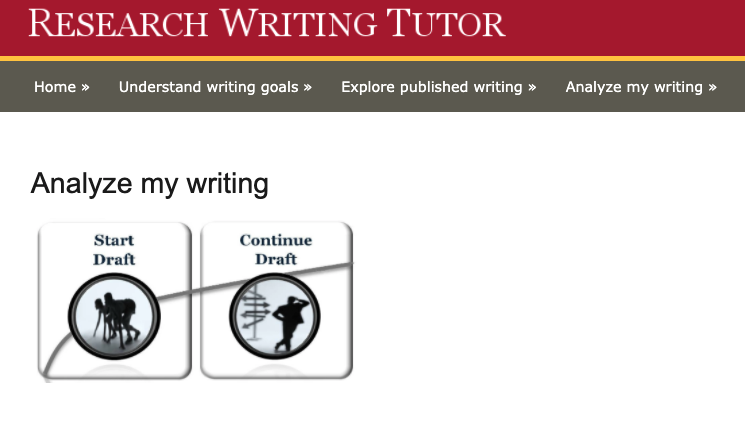 RESEARCH WRITING TUTOR
Home » Understand writing goals » Explore published writing » Analyze my writing »
Analyze my writing
Start
Draft
Continue
Draft